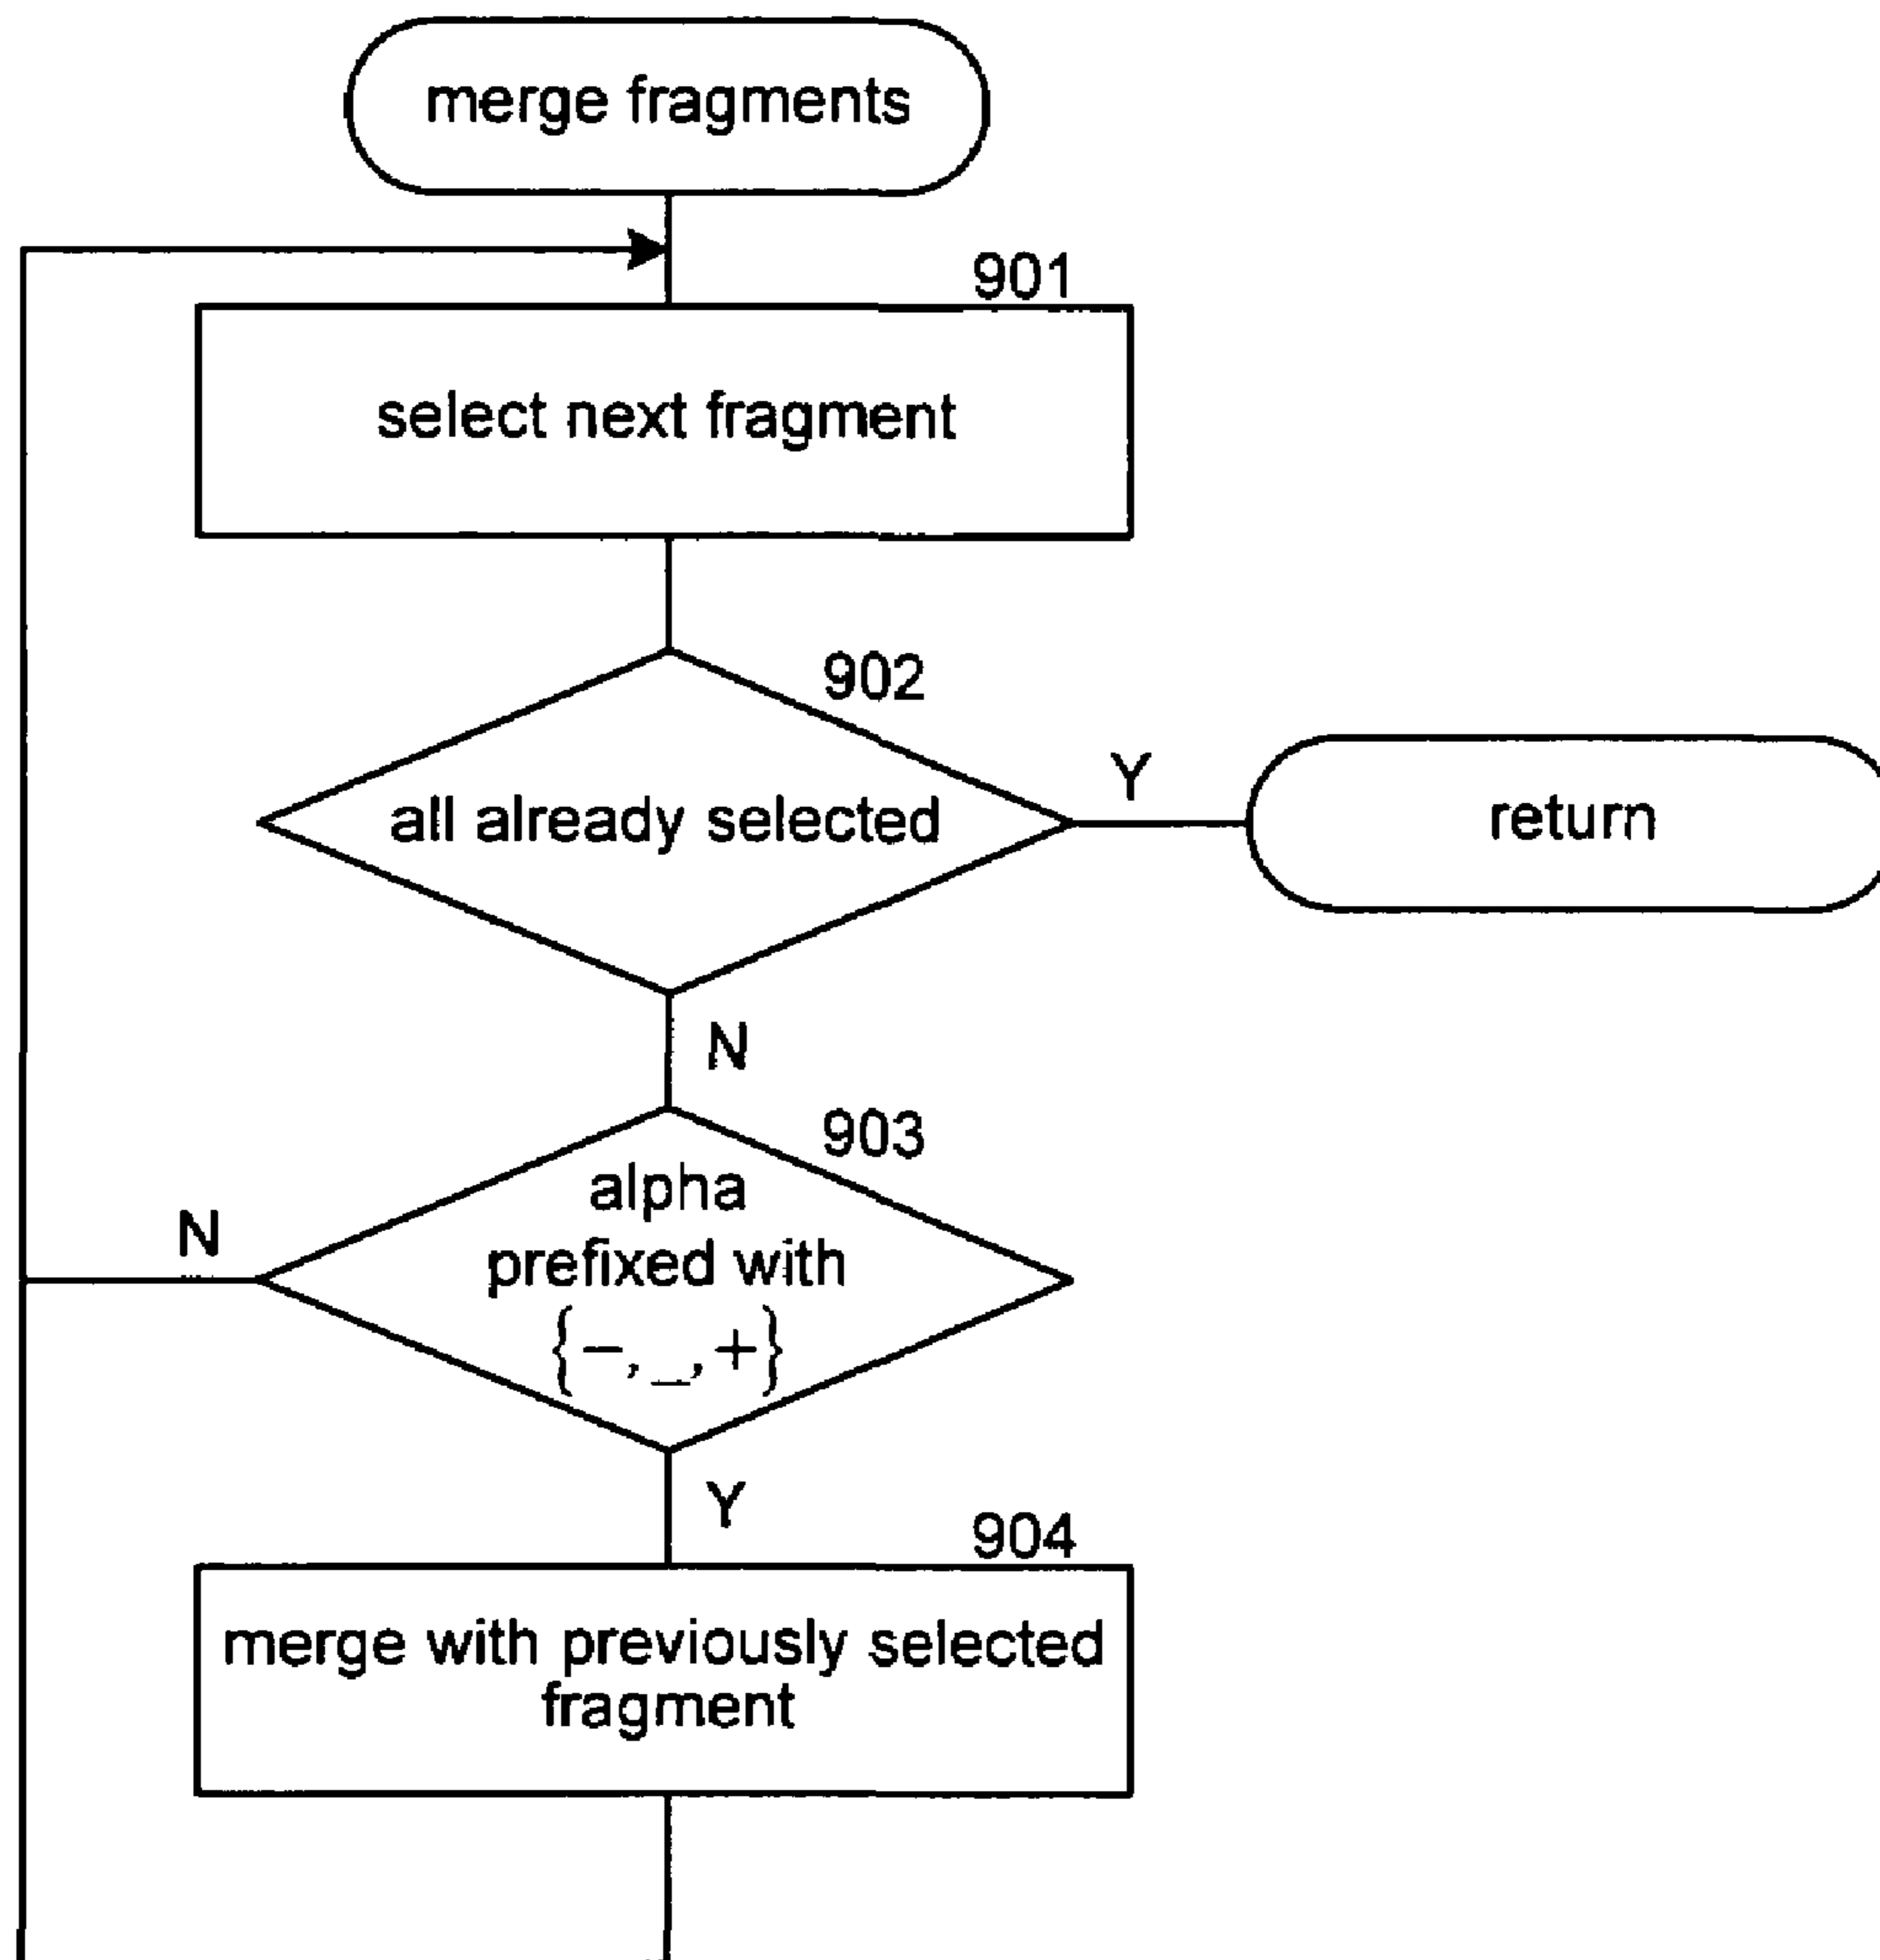 merge fragments
901
select next fragment
902
all already selected
Y
return
N
903
alpha
prefixed with
{−,_,+}
N
Y
904
merge with previously selected
fragment